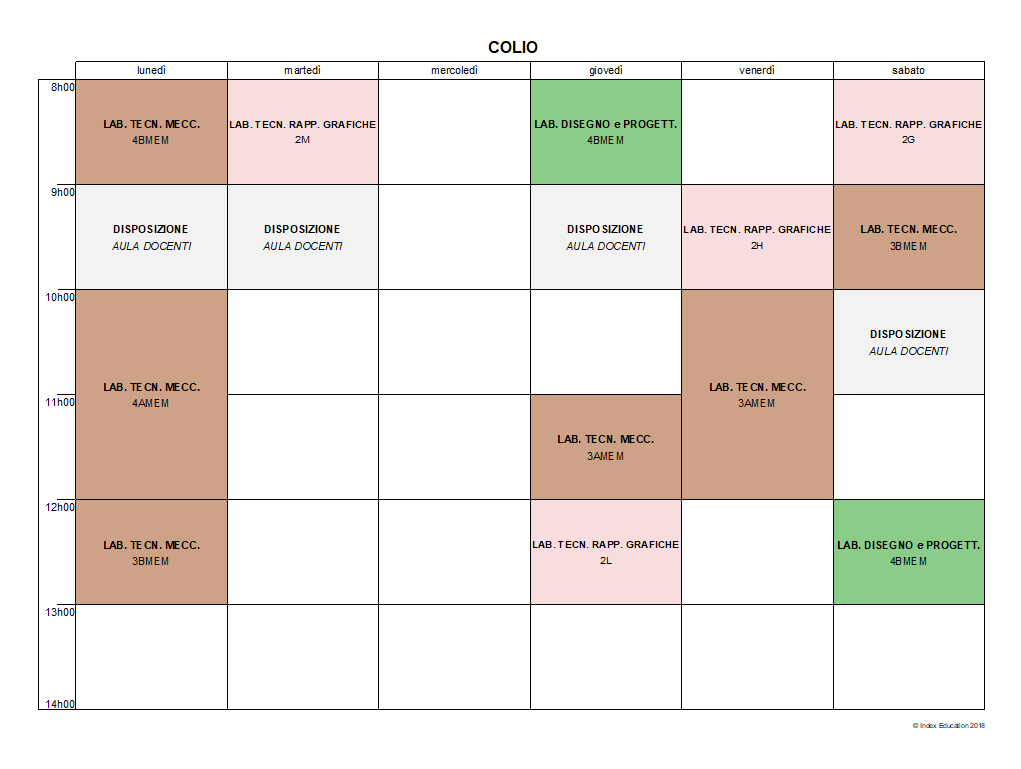 COLIO
lunedì martedì mercoledì giovedì venerdì sabato
8h00
LAB. TECN. MECC.
4BMEM
LAB. TECN. RAPP. GRAFICHE
2M
LAB. DISEGNO e PROGETT.
4BMEM
LAB. TECN. RAPP. GRAFICHE
2G
9h00
DISPOSIZIONE
AULA DOCENTI
DISPOSIZIONE
AULA DOCENTI
DISPOSIZIONE
AULA DOCENTI
LAB. TECN. RAPP. GRAFICHE
2H
LAB. TECN. MECC.
3BMEM
10h00
LAB. TECN. MECC.
4AMEM
LAB. TECN. MECC.
3AMEM
DISPOSIZIONE
AULA DOCENTI
11h00
LAB. TECN. MECC.
3AMEM
12h00
LAB. TECN. MECC.
3BMEM
LAB. TECN. RAPP. GRAFICHE
2L
LAB. DISEGNO e PROGETT.
4BMEM
13h00
14h00
© Index Education 2018